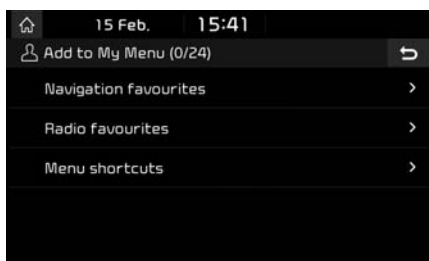 15 Feb. 15:41
Add to My Menu (0/24)
Navigation favourites
Radio favourites
Menu shortcuts